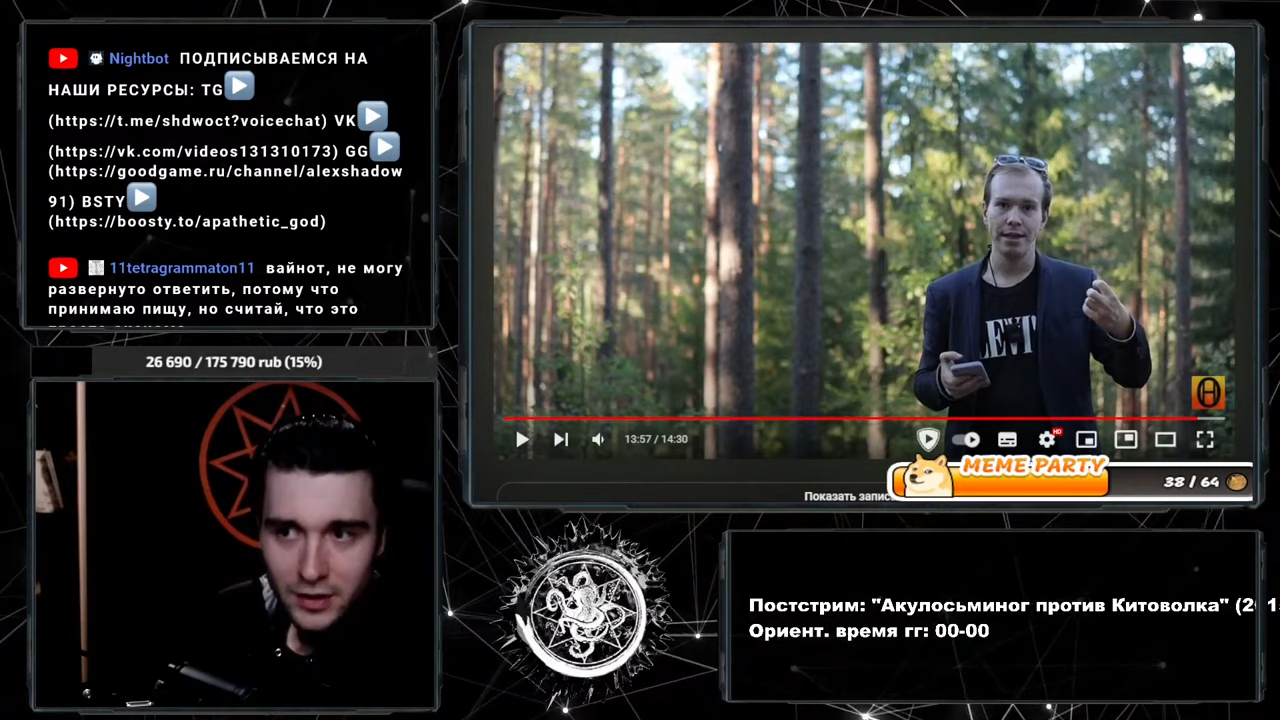 Nightbot ПОДПИСЫВАЕМСЯ НА
НАШИ РЕСУРСЫ: TG
(https://t.me/shdwoct?voicechat) VK
(https://vk.com/videos131310173) GG
(https://goodgame.ru/channel/alexshadow
91) BSTY
(https://boosty.to/apathetic_god)
11tetragrammaton11 вайнот, не могу
развернуто ответить, потому что
принимаю пищу, но считай, что это
26 690 / 175 790 rub (15%)
13:57 / 14:30
HD
MEME PARTY
38 / 64
Показать запис
Постстрим: "Акулосьминог против Китоволка"
Ориент. время гг: 00-00